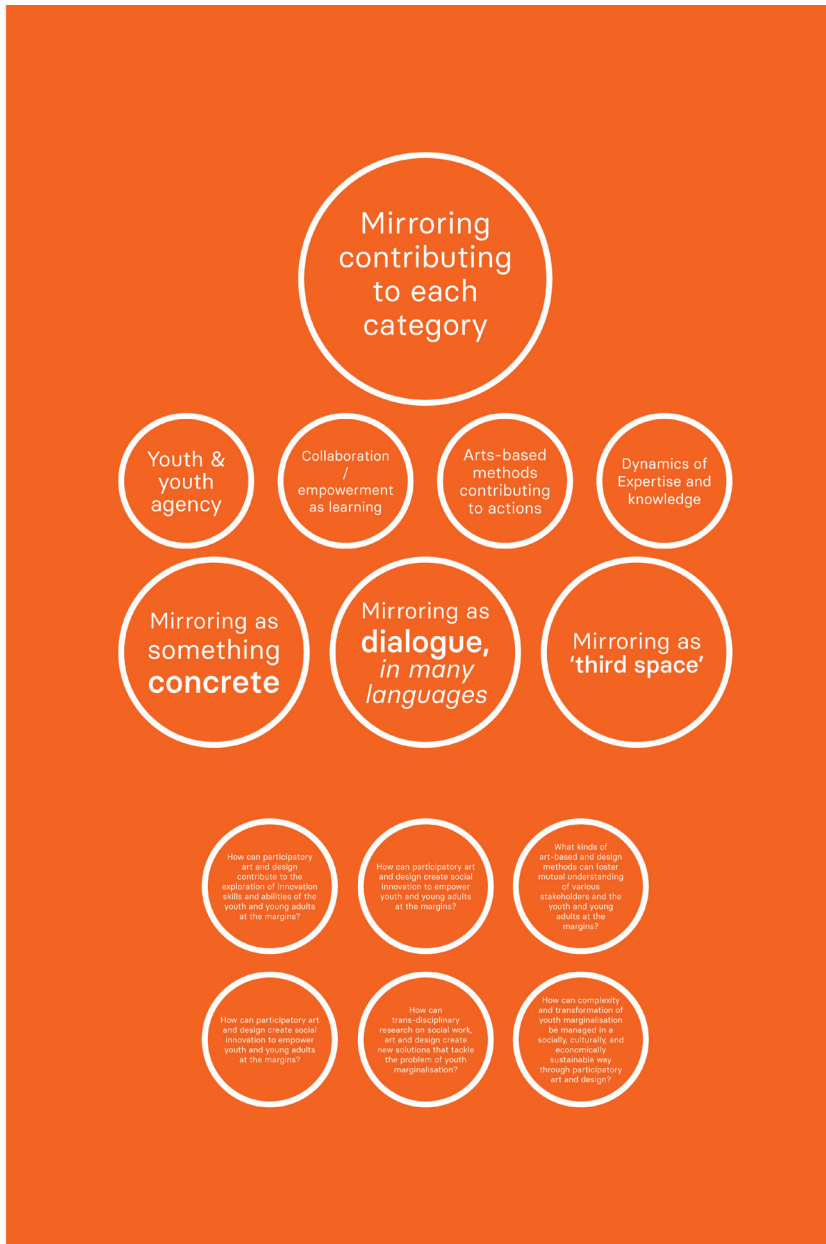 Mirroring
contributing
to each
category
Youth &
youth
agency
Collaboration
/
empowerment
as learning
Arts-based
methods
contributing
to actions
Dynamics of
Expertise and
knowledge
Mirroring as
something
concrete
Mirroring as
dialogue,
in many
languages
Mirroring as
‘third space’
How can participatory
art and design
contribute to the
exploration of innovation
skills and abilities of the
youth and young adults
at the margins?
How can participatory art
and design create social
innovation to empower
youth and young adults
at the margins?
What kinds of
art-based and design
methods can foster
mutual understanding
of various
stakeholders and the
youth and young
adults at the
margins?
How can participatory art
and design create social
innovation to empower
youth and young adults
at the margins?
How can
trans-disciplinary
research on social work,
art and design create
new solutions that tackle
the problem of youth
marginalisation?
How can complexity
and transformation of
youth marginalisation
be managed in a
socially, culturally, and
economically
sustainable way
through participatory
art and design?